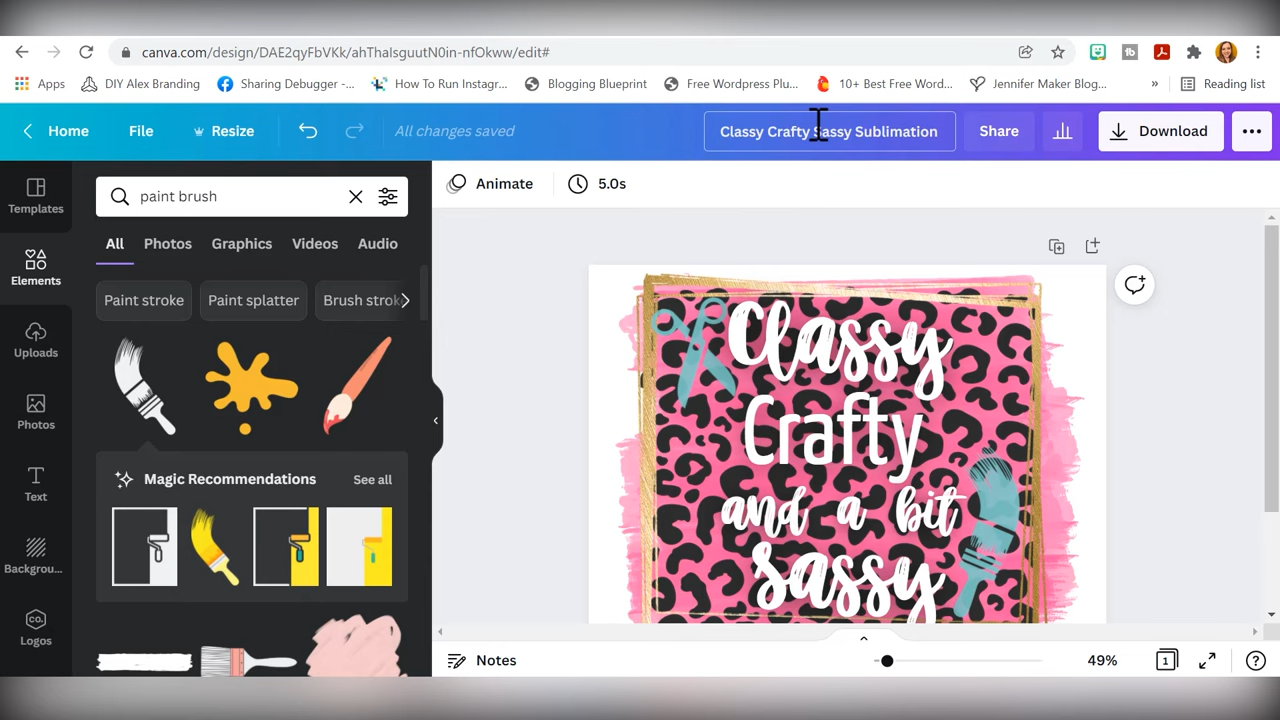 canva.com/design/DAE2qyFbVKk/ahThaIsguutN0in-nfOkww/edit#
Apps DIY Alex Branding Sharing Debugger -... How To Run Instagr... Blogging Blueprint Free Wordpress Plu... 10+ Best Free Word... Jennifer Maker Blog... » Reading list
Home File Resize All changes saved Classy Crafty Sassy Sublimation Share Download
Templates
Elements
Uploads
Photos
Text
Backgrou...
Logos
paint brush
All Photos Graphics Videos Audio
Paint stroke Paint splatter Brush strok
Magic Recommendations See all
Animate 5.0s
Classy
Crafty
and a bit
sassy
Notes 49% 1